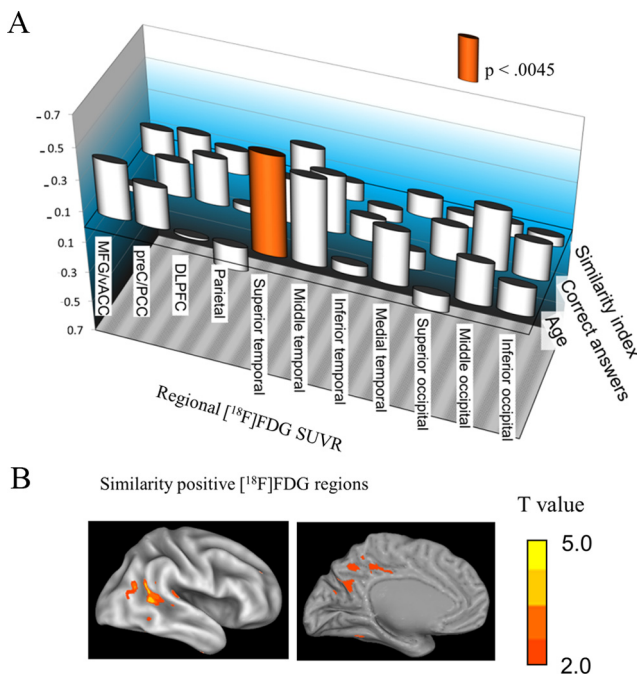 A
p < .0045
- 0.7
- 0.5
- 0.3
- 0.1
0.1
0.3
0.5
0.7
MFG/vACC
preC/PCC
DLPFC
Parietal
Superior temporal
Middle temporal
Inferior temporal
Medial temporal
Superior occipital
Middle occipital
Inferior occipital
Age
Correct answers
Similarity index
Regional [¹⁸F]FDG SUVR
B
Similarity positive [¹⁸F]FDG regions
T value
5.0
2.0